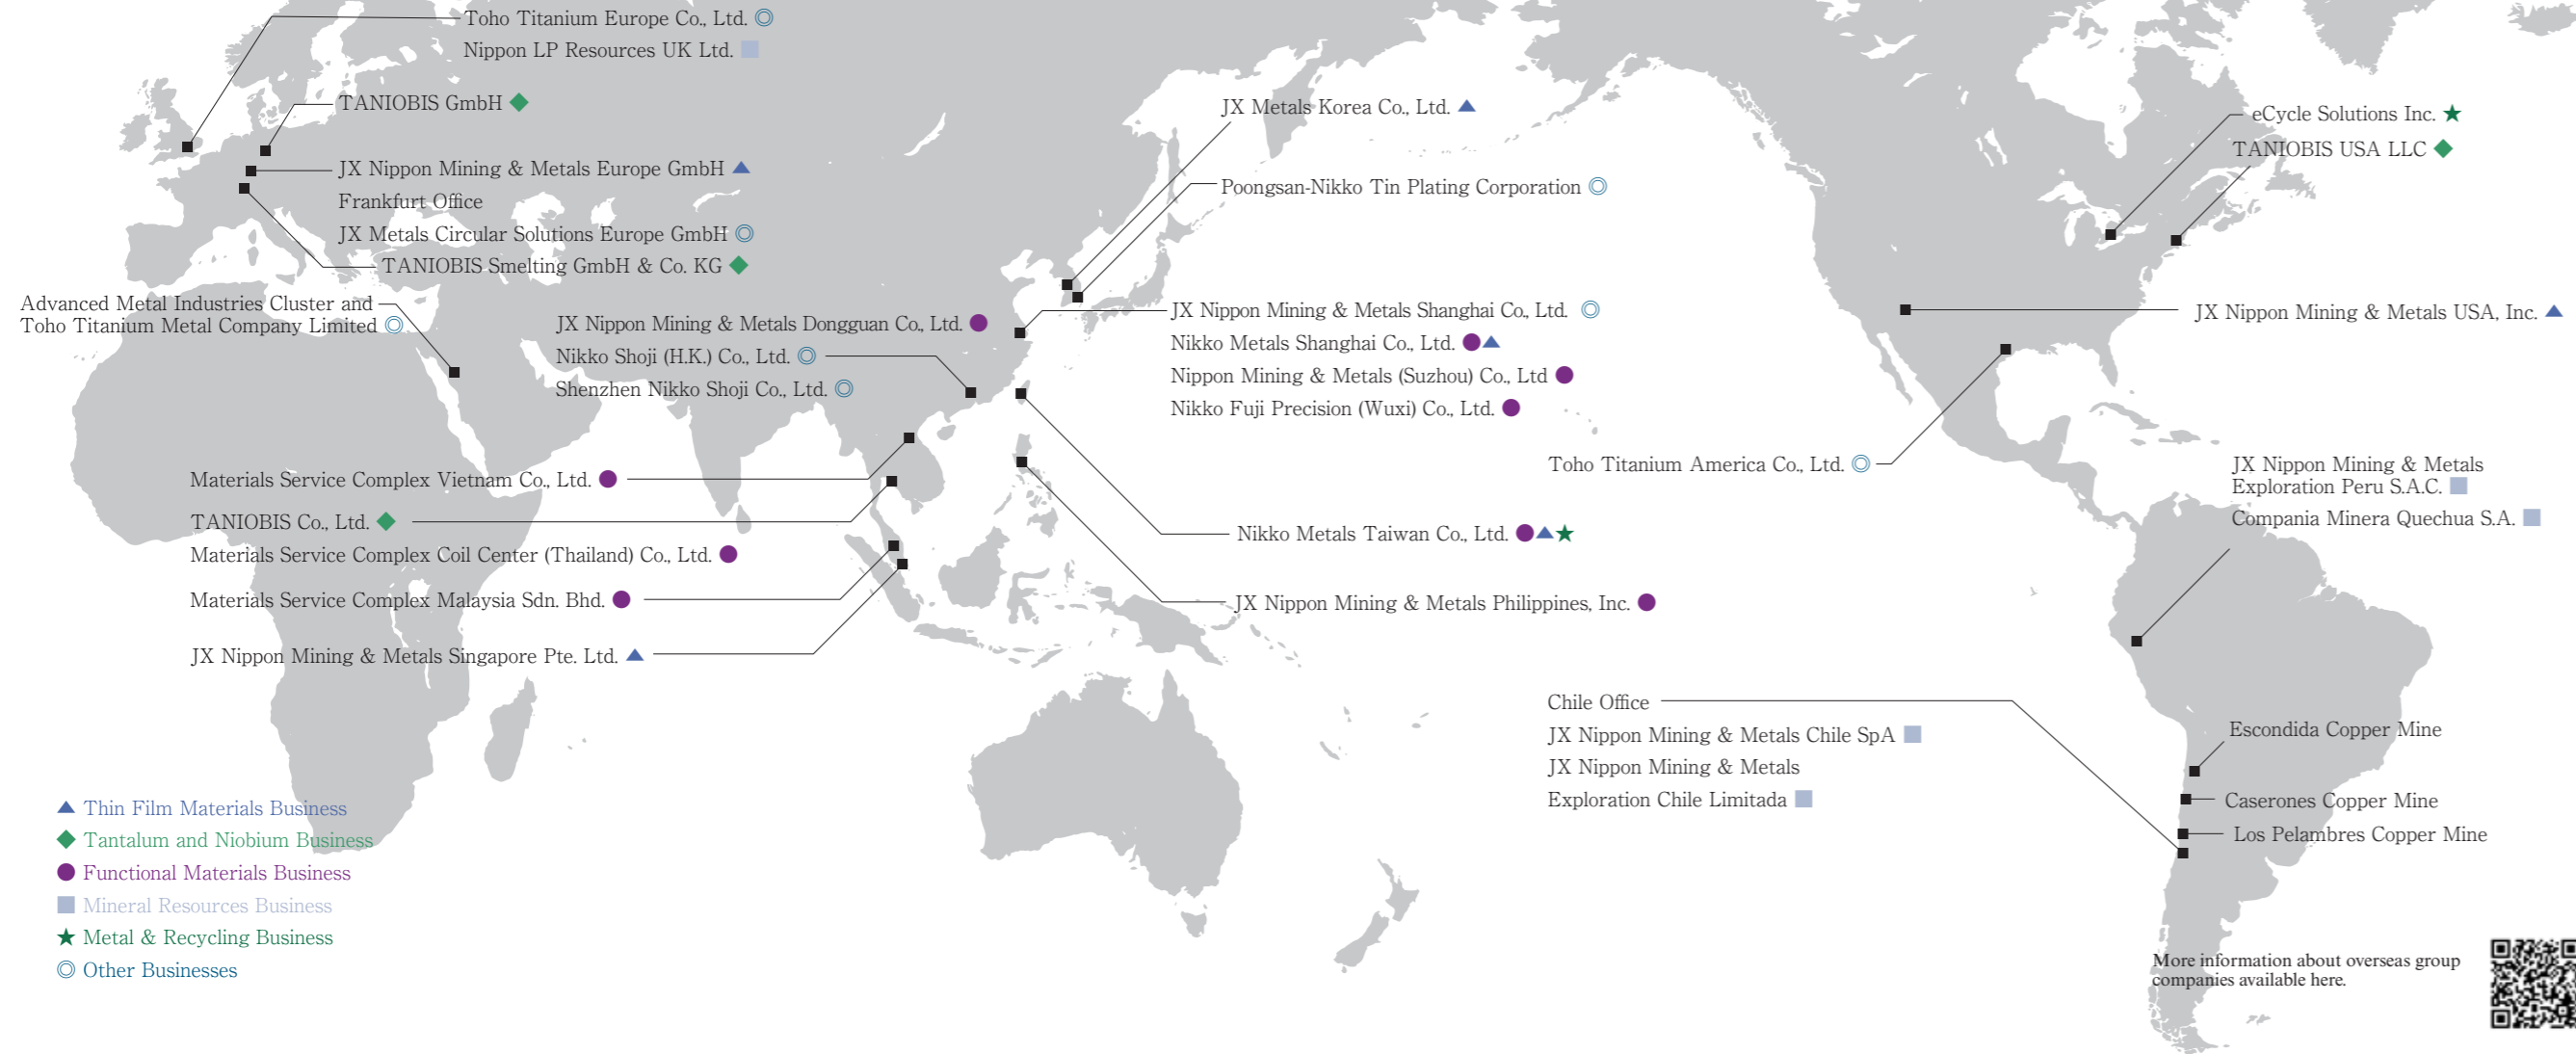 Toho Titanium Europe Co., Ltd. ◎
Nippon LP Resources UK Ltd. ■
TANIOBIS GmbH ◆
JX Nippon Mining & Metals Europe GmbH ▲
Frankfurt Office
JX Metals Circular Solutions Europe GmbH ◎
TANIOBIS Smelting GmbH & Co. KG ◆
Advanced Metal Industries Cluster and
Toho Titanium Metal Company Limited ◎
JX Nippon Mining & Metals Dongguan Co., Ltd. ●
Nikko Shoji (H.K.) Co., Ltd. ◎
Shenzhen Nikko Shoji Co., Ltd. ◎
Materials Service Complex Vietnam Co., Ltd. ●
TANIOBIS Co., Ltd. ◆
Materials Service Complex Coil Center (Thailand) Co., Ltd. ●
Materials Service Complex Malaysia Sdn. Bhd. ●
JX Nippon Mining & Metals Singapore Pte. Ltd. ▲
JX Metals Korea Co., Ltd. ▲
Poongsan-Nikko Tin Plating Corporation ◎
JX Nippon Mining & Metals Shanghai Co., Ltd. ◎
Nikko Metals Shanghai Co., Ltd. ●▲
Nippon Mining & Metals (Suzhou) Co., Ltd ●
Nikko Fuji Precision (Wuxi) Co., Ltd. ●
Nikko Metals Taiwan Co., Ltd. ●▲★
JX Nippon Mining & Metals Philippines, Inc. ●
eCycle Solutions Inc. ★
TANIOBIS USA LLC ◆
JX Nippon Mining & Metals USA, Inc. ▲
Toho Titanium America Co., Ltd. ◎
JX Nippon Mining & Metals
Exploration Peru S.A.C. ■
Compania Minera Quechua S.A. ■
Chile Office
JX Nippon Mining & Metals Chile SpA ■
JX Nippon Mining & Metals
Exploration Chile Limitada ■
Escondida Copper Mine
Caserones Copper Mine
Los Pelambres Copper Mine
▲ Thin Film Materials Business
◆ Tantalum and Niobium Business
● Functional Materials Business
■ Mineral Resources Business
★ Metal & Recycling Business
◎ Other Businesses
More information about overseas group
companies available here.